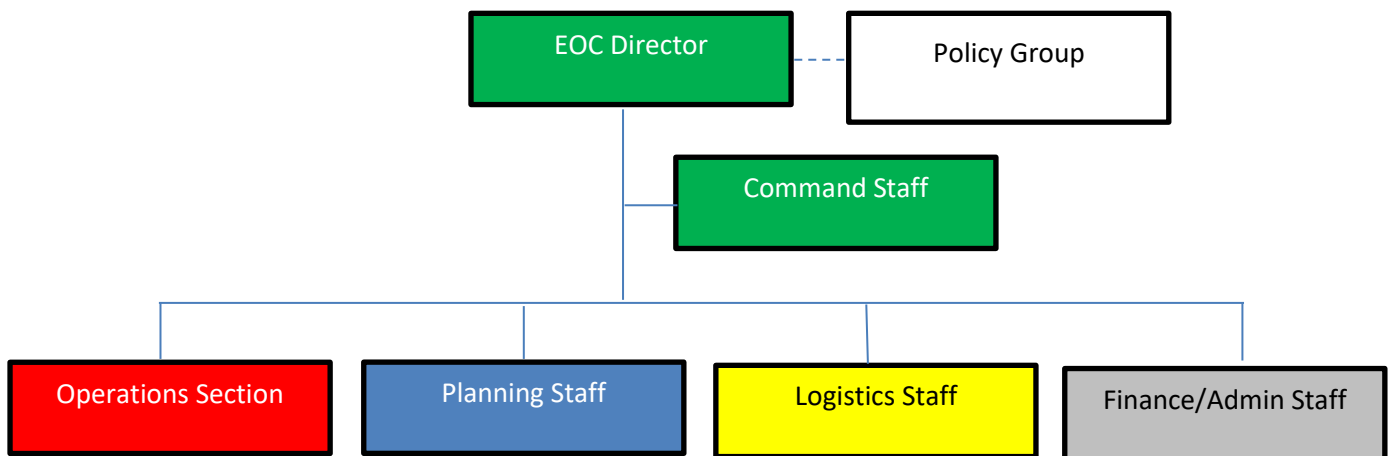 EOC Director
Policy Group
Command Staff
Operations Section
Planning Staff
Logistics Staff
Finance/Admin Staff